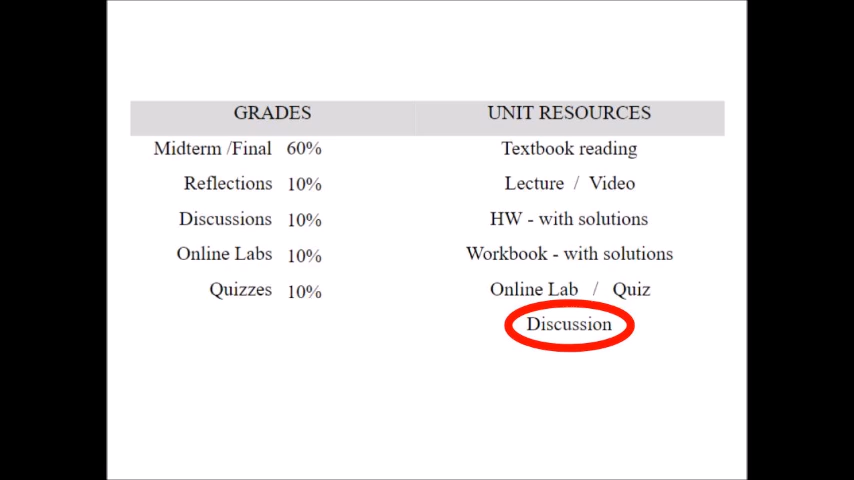 GRADES UNIT RESOURCES
Midterm /Final 60% Textbook reading
Reflections 10% Lecture / Video
Discussions 10% HW - with solutions
Online Labs 10% Workbook - with solutions
Quizzes 10% Online Lab / Quiz
Discussion